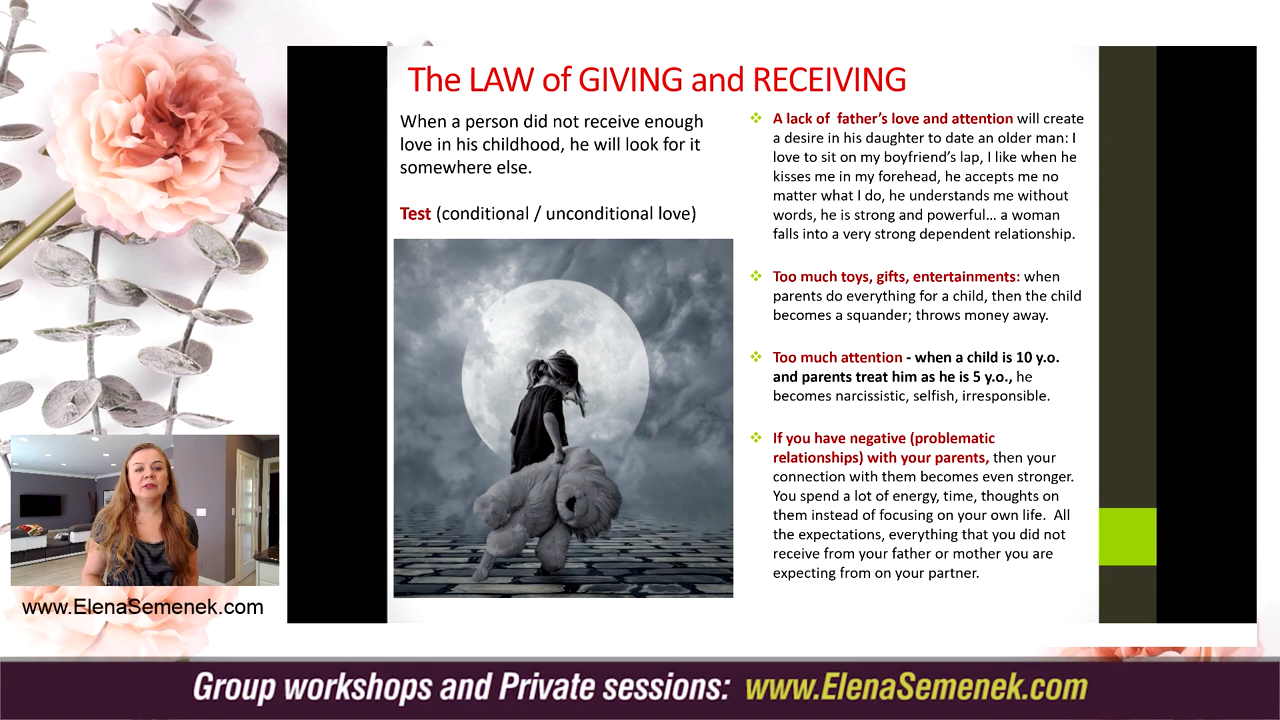 The LAW of GIVING and RECEIVING
When a person did not receive enough
love in his childhood, he will look for it
somewhere else.
Test (conditional / unconditional love)
A lack of father's love and attention will create
a desire in his daughter to date an older man: I
love to sit on my boyfriend's lap, I like when he
kisses me in my forehead, he accepts me no
matter what I do, he understands me without
words, he is strong and powerful... a woman
falls into a very strong dependent relationship.
Too much toys, gifts, entertainments: when
parents do everything for a child, then the child
becomes a squander; throws money away.
Too much attention - when a child is 10 y.o.
and parents treat him as he is 5 y.o., he
becomes narcissistic, selfish, irresponsible.
If you have negative (problematic
relationships) with your parents, then your
connection with them becomes even stronger.
You spend a lot of energy, time, thoughts on
them instead of focusing on your own life. All
the expectations, everything that you did not
receive from your father or mother you are
expecting from on your partner.
www.ElenaSemenek.com
Group workshops and Private sessions: www.ElenaSemenek.com